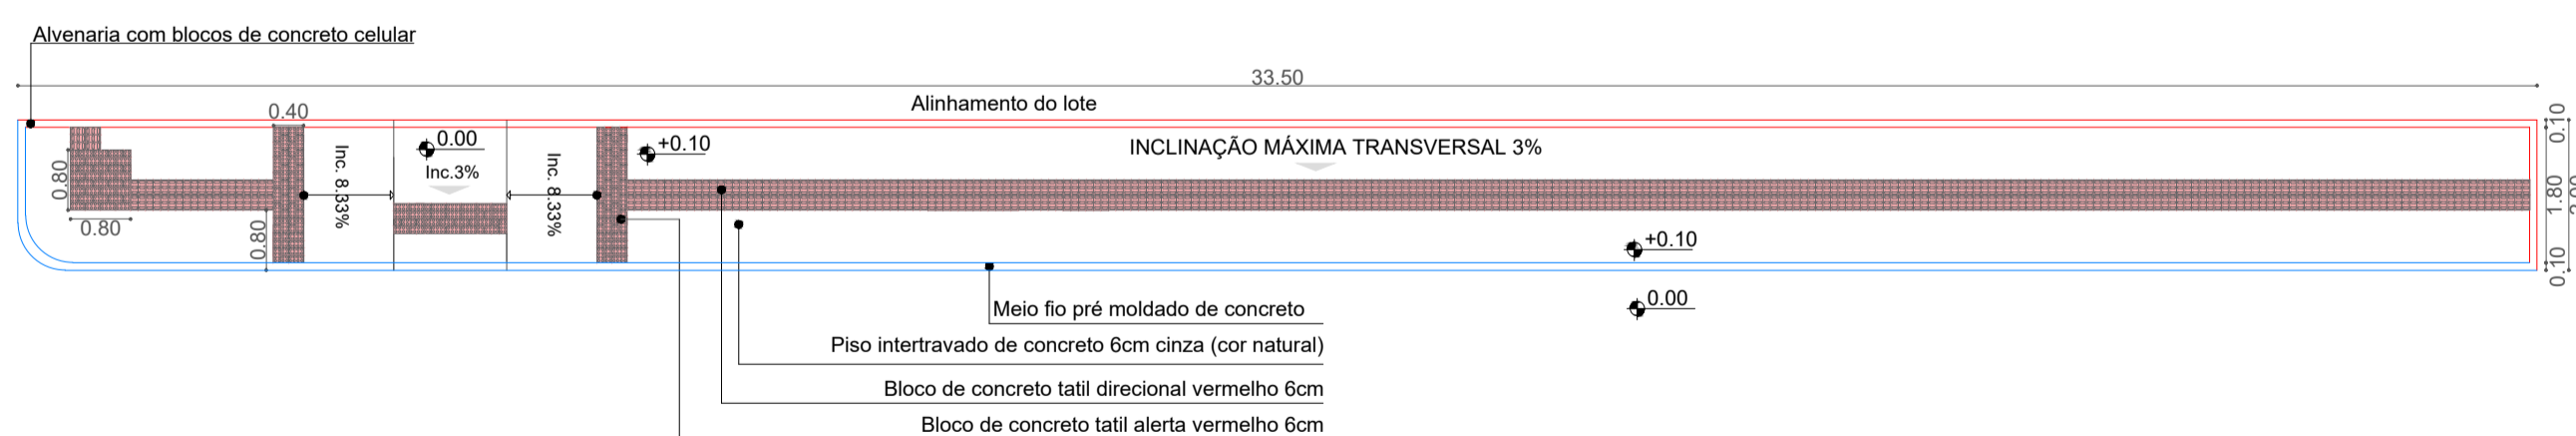 Alvenaria com blocos de concreto celular
33.50
0.40
Alinhamento do lote
0.10
0.00
+0.10
INCLINAÇÃO MÁXIMA TRANSVERSAL 3%
Inc. 8.33%
Inc.3%
Inc. 8.33%
0.80
1.80
0.80
0.80
+0.10
0.10
0.00
Meio fio pré moldado de concreto
Piso intertravado de concreto 6cm cinza (cor natural)
Bloco de concreto tatil direcional vermelho 6cm
Bloco de concreto tatil alerta vermelho 6cm